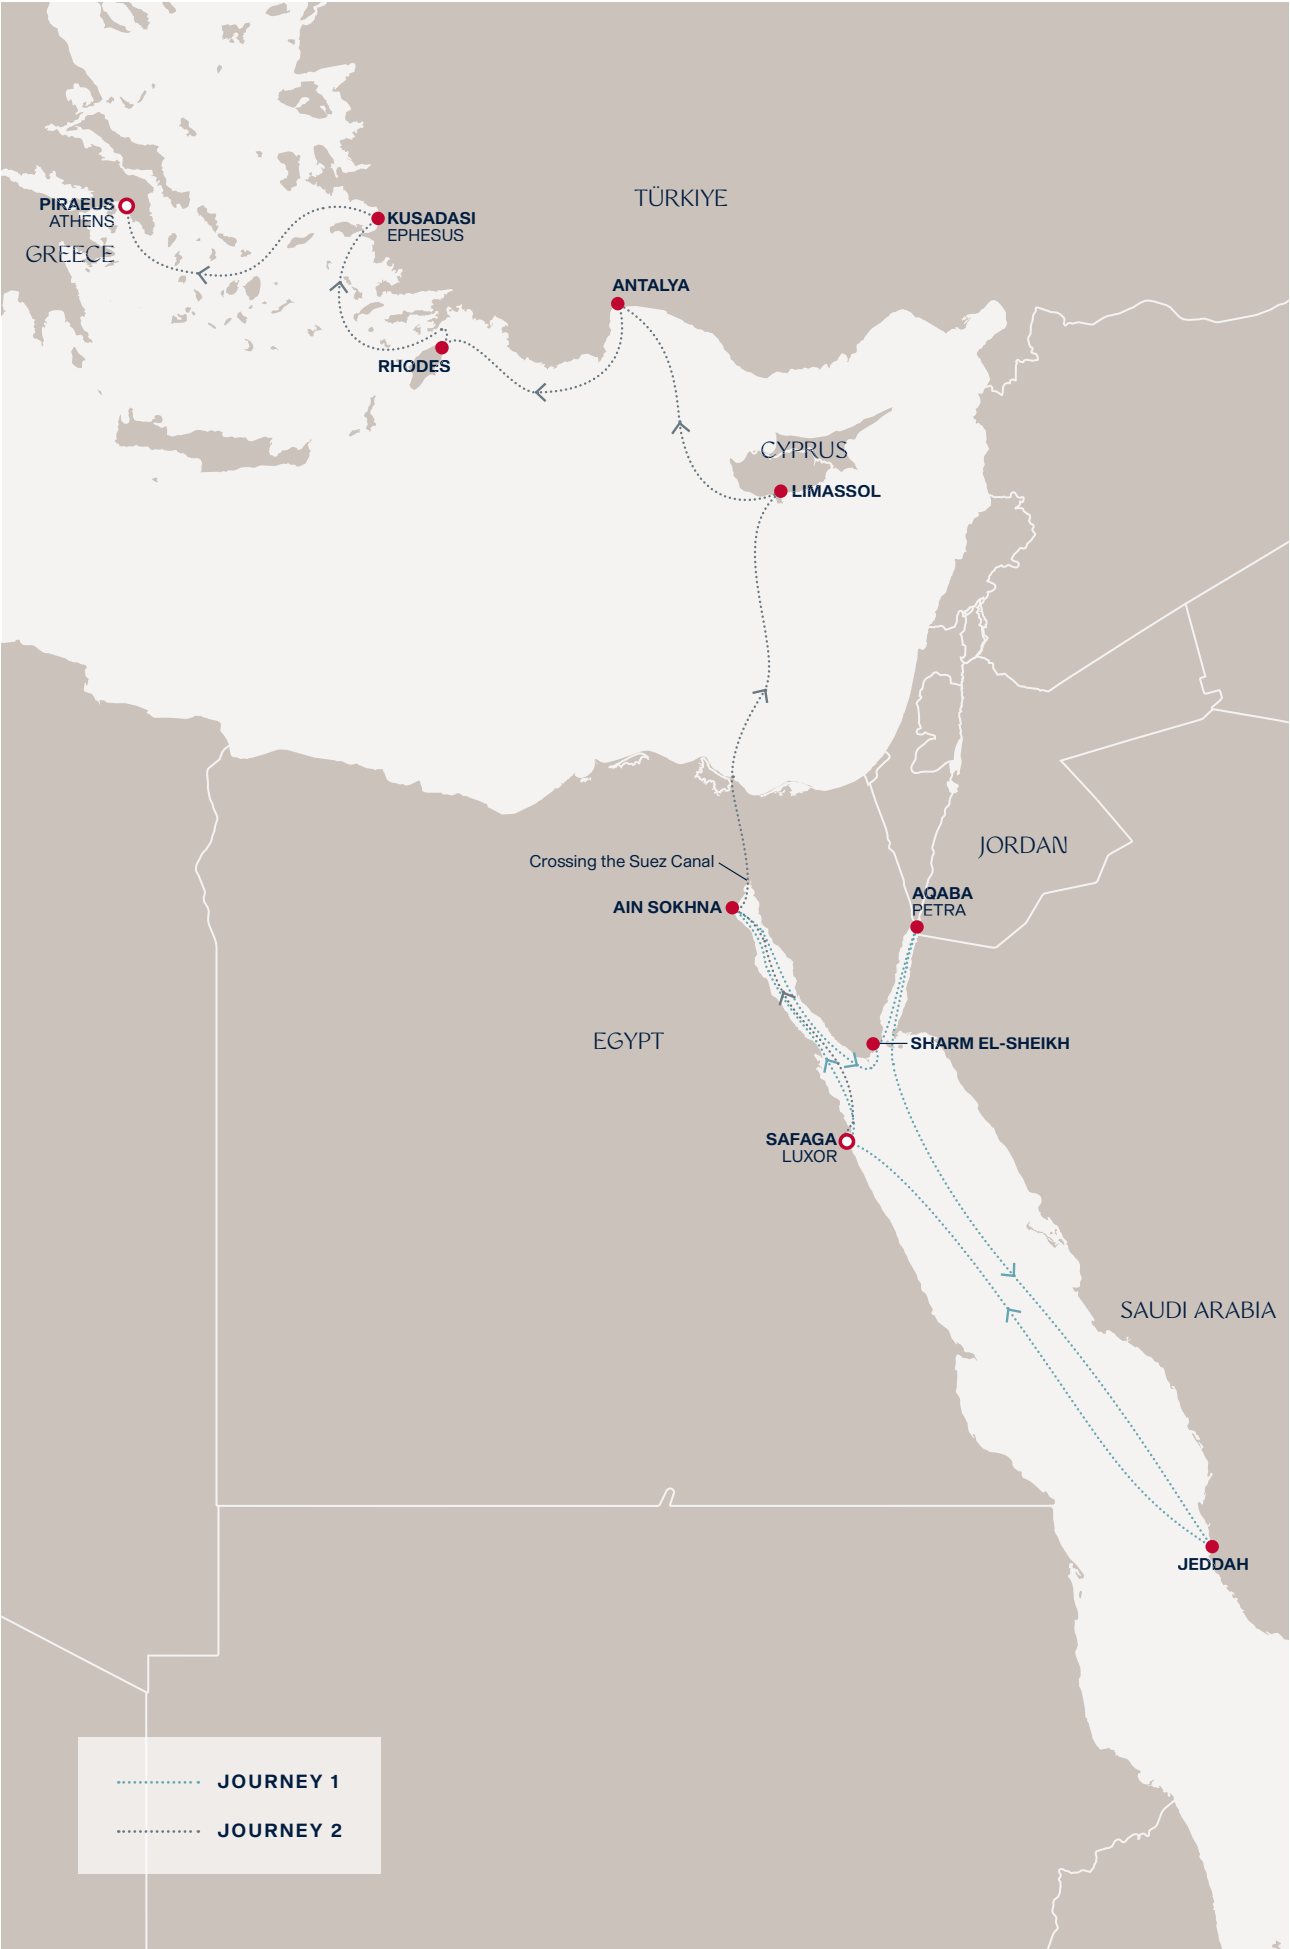 TÜRKIYE
PIRAEUS
ATHENS
GREECE
KUSADASI
EPHESUS
ANTALYA
RHODES
CYPRUS
LIMASSOL
JORDAN
Crossing the Suez Canal
AIN SOKHNA
AQABA
PETRA
EGYPT
SHARM EL-SHEIKH
SAFAGA
LUXOR
SAUDI ARABIA
JEDDAH
JOURNEY 1
JOURNEY 2